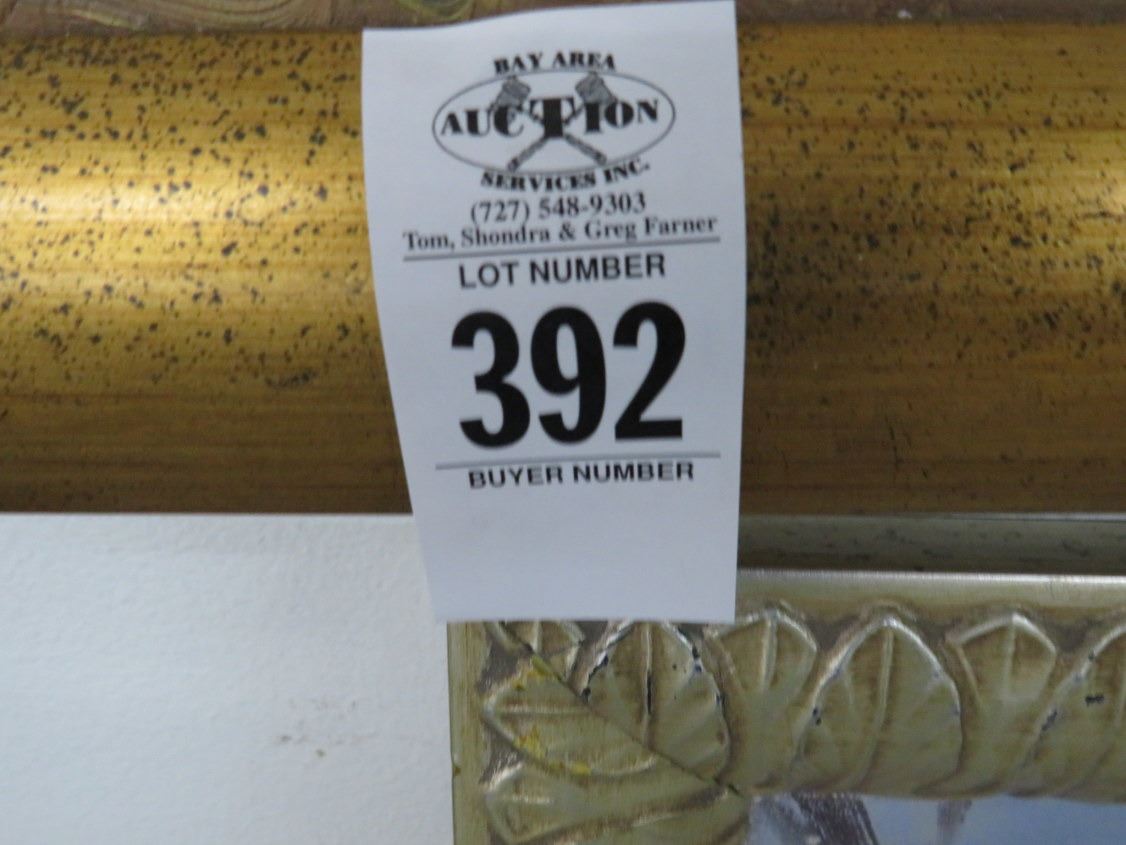 BAY AREA
AUCTION
SERVICES INC.
(727) 548-9303
Tom, Shondra & Greg Farner
LOT NUMBER
392
BUYER NUMBER